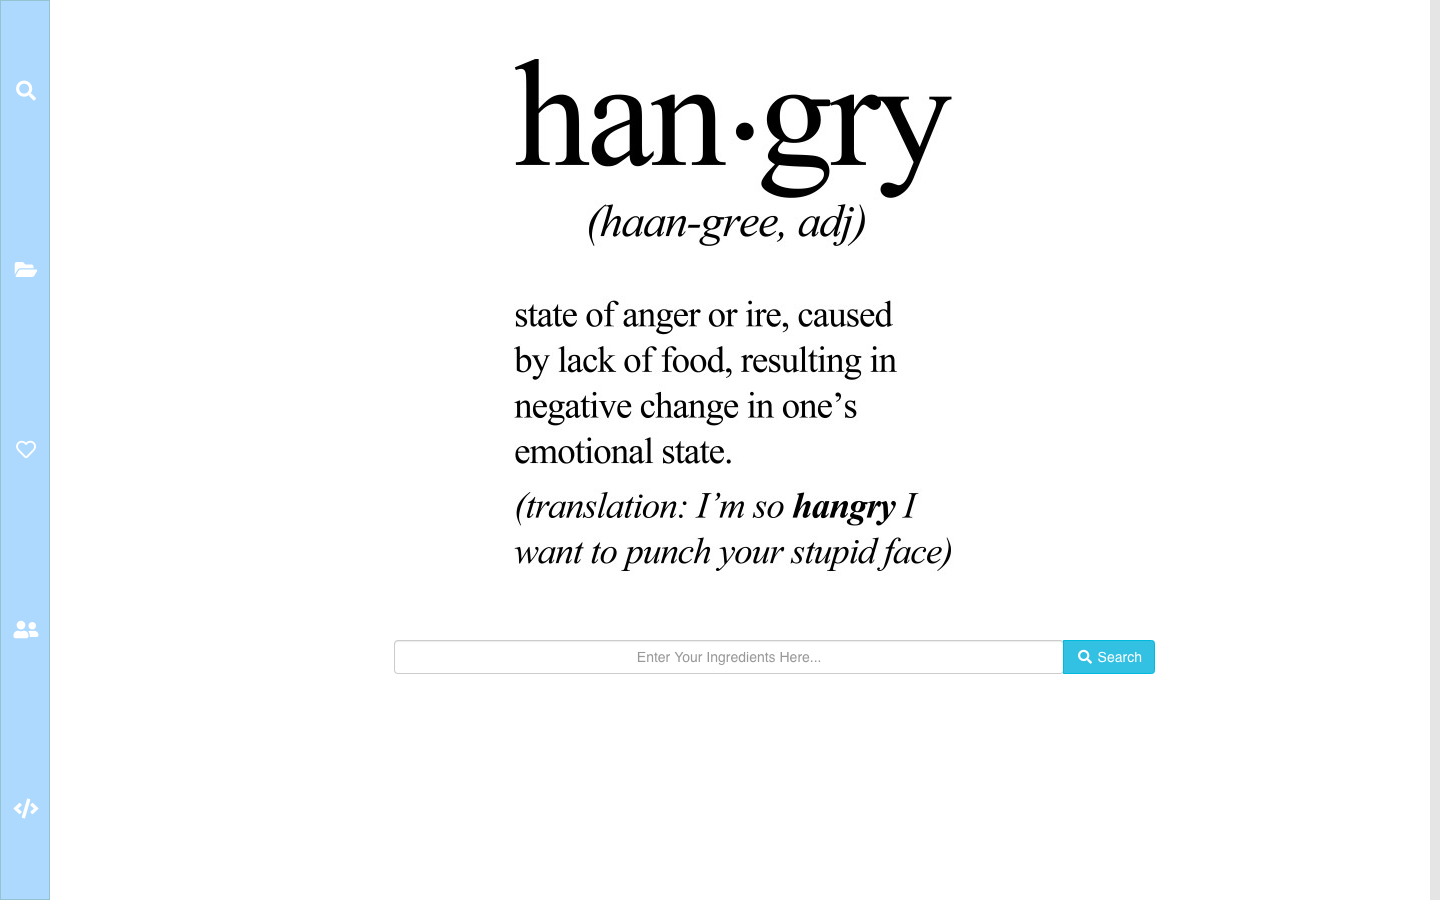 han·gry
(haan-gree, adj)
state of anger or ire, caused
by lack of food, resulting in
negative change in one’s
emotional state.
(translation: I’m so hangry I
want to punch your stupid face)
Enter Your Ingredients Here...
Search